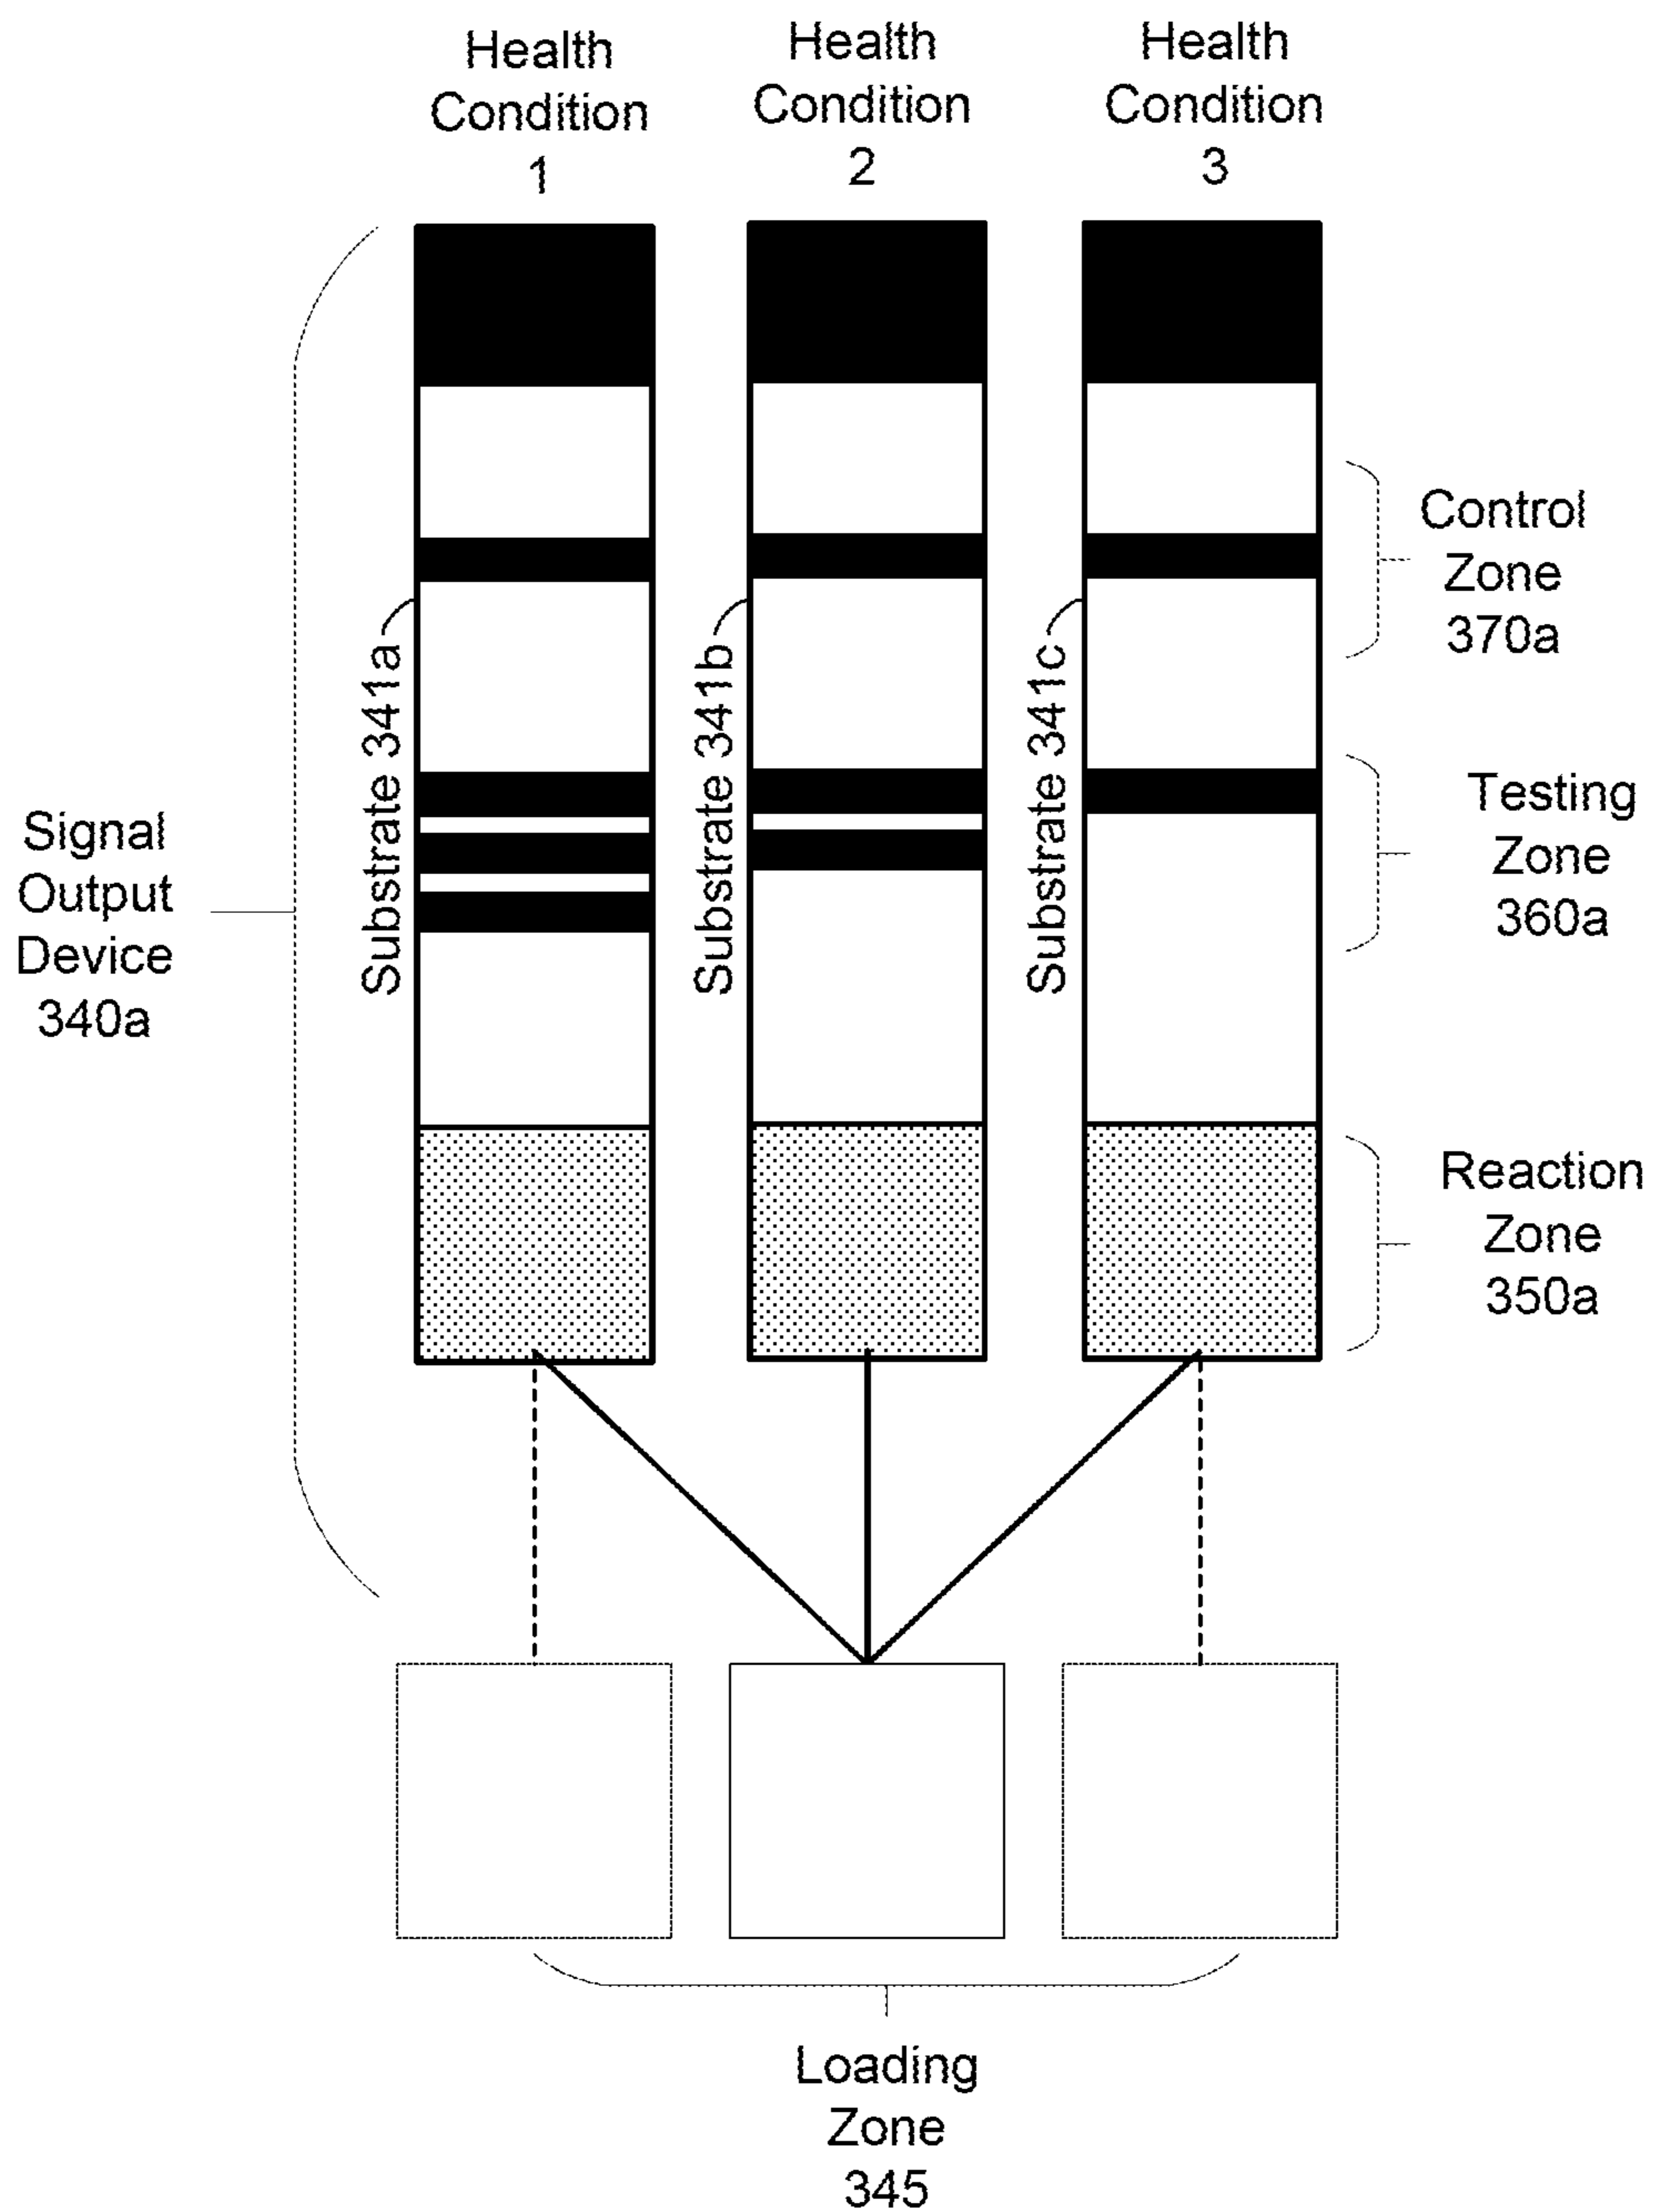 Health
Condition
1
Health
Condition
2
Health
Condition
3
Substrate 341a
Substrate 341b
Substrate 341c
Control
Zone
370a
Testing
Zone
360a
Signal
Output
Device
340a
Reaction
Zone
350a
Loading
Zone
345